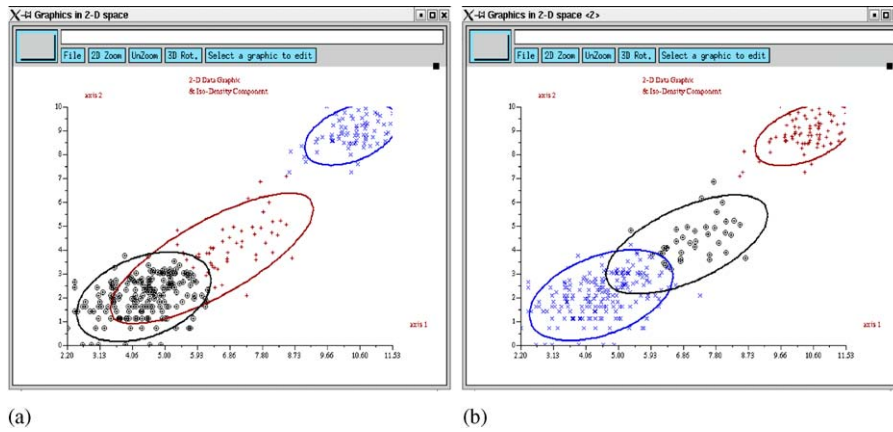 X-⋈ Graphics in 2-D space
File 2D Zoom UnZoom 3D Rot. Select a graphic to edit
2-D Data Graphic
& Iso-Density Component
axis 2
10
9
8
7
6
5
4
3
2
1
0
axis 1
2.20 3.13 4.06 5.00 5.93 6.86 7.80 8.73 9.66 10.60 11.53
(a)
X-⋈ Graphics in 2-D space <2>
File 2D Zoom UnZoom 3D Rot. Select a graphic to edit
2-D Data Graphic
& Iso-Density Component
axis 2
10
9
8
7
6
5
4
3
2
1
0
axis 1
2.20 3.13 4.06 5.00 5.93 6.86 7.80 8.73 9.66 10.60 11.53
(b)